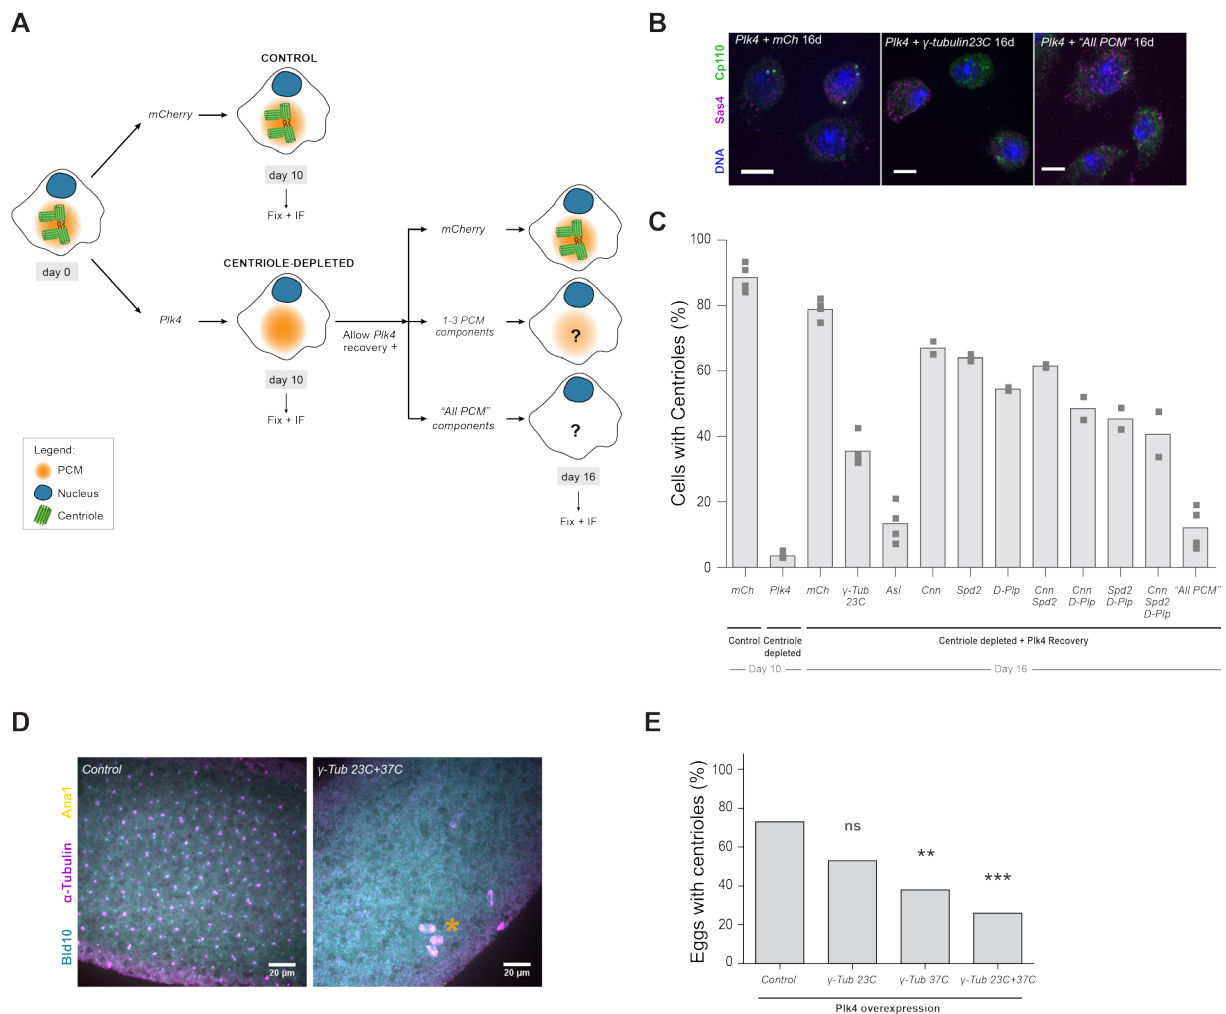 A
CONTROL
mCherry
day 10
Fix + IF
day 0
Plk4
CENTRIOLE-DEPLETED
day 10
Fix + IF
Allow Plk4
recovery +
mCherry
1-3 PCM
components
?
“All PCM”
components
?
day 16
Fix + IF
Legend:
PCM
Nucleus
Centriole
B
DNA Sas4 Cp110
Plk4 + mCh 16d
Plk4 + γ-tubulin23C 16d
Plk4 + “All PCM” 16d
C
Cells with Centrioles (%)
80
60
40
20
0
mCh
Plk4
mCh
γ-Tub
23C
Asl
Cnn
Spd2
D-Plp
Cnn
Spd2
Cnn
D-Plp
Spd2
D-Plp
Cnn
Spd2
D-Plp
“All PCM”
Control
Centriole
depleted
Centriole depleted + Plk4 Recovery
Day 10
Day 16
D
Bld10 α-Tubulin Ana1
Control
20 µm
γ-Tub 23C+37C
*
20 µm
E
Eggs with centrioles (%)
100
80
60
40
20
0
ns
**
***
Control
γ-Tub 23C
γ-Tub 37C
γ-Tub 23C+37C
Plk4 overexpression